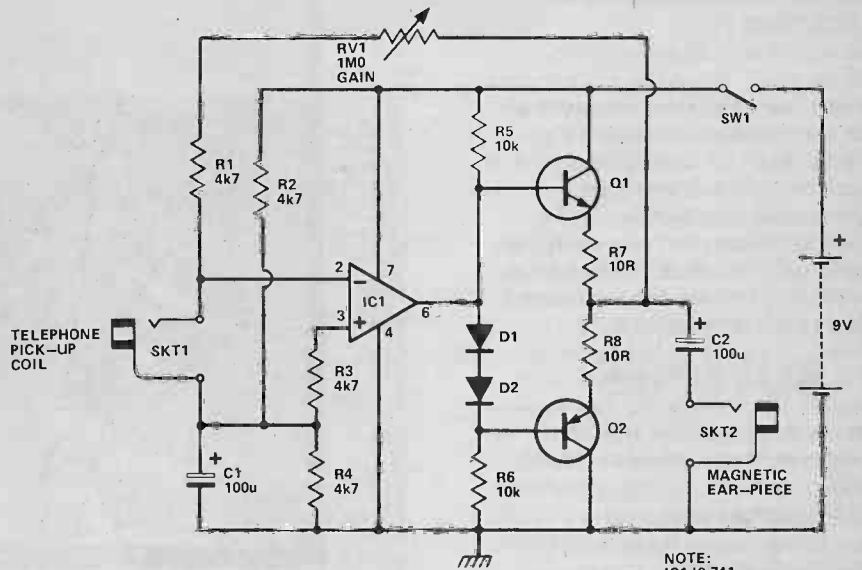 RV1
1M0
GAIN
SW1
R1
4k7
R2
4k7
R5
10k
Q1
2
7
IC1
6
3
4
R7
10R
TELEPHONE
PICK–UP
COIL
SKT1
R3
4k7
D1
D2
R8
10R
C2
100u
9V
Q2
SKT2
C1
100u
R4
4k7
R6
10k
MAGNETIC
EAR–PIECE
NOTE: